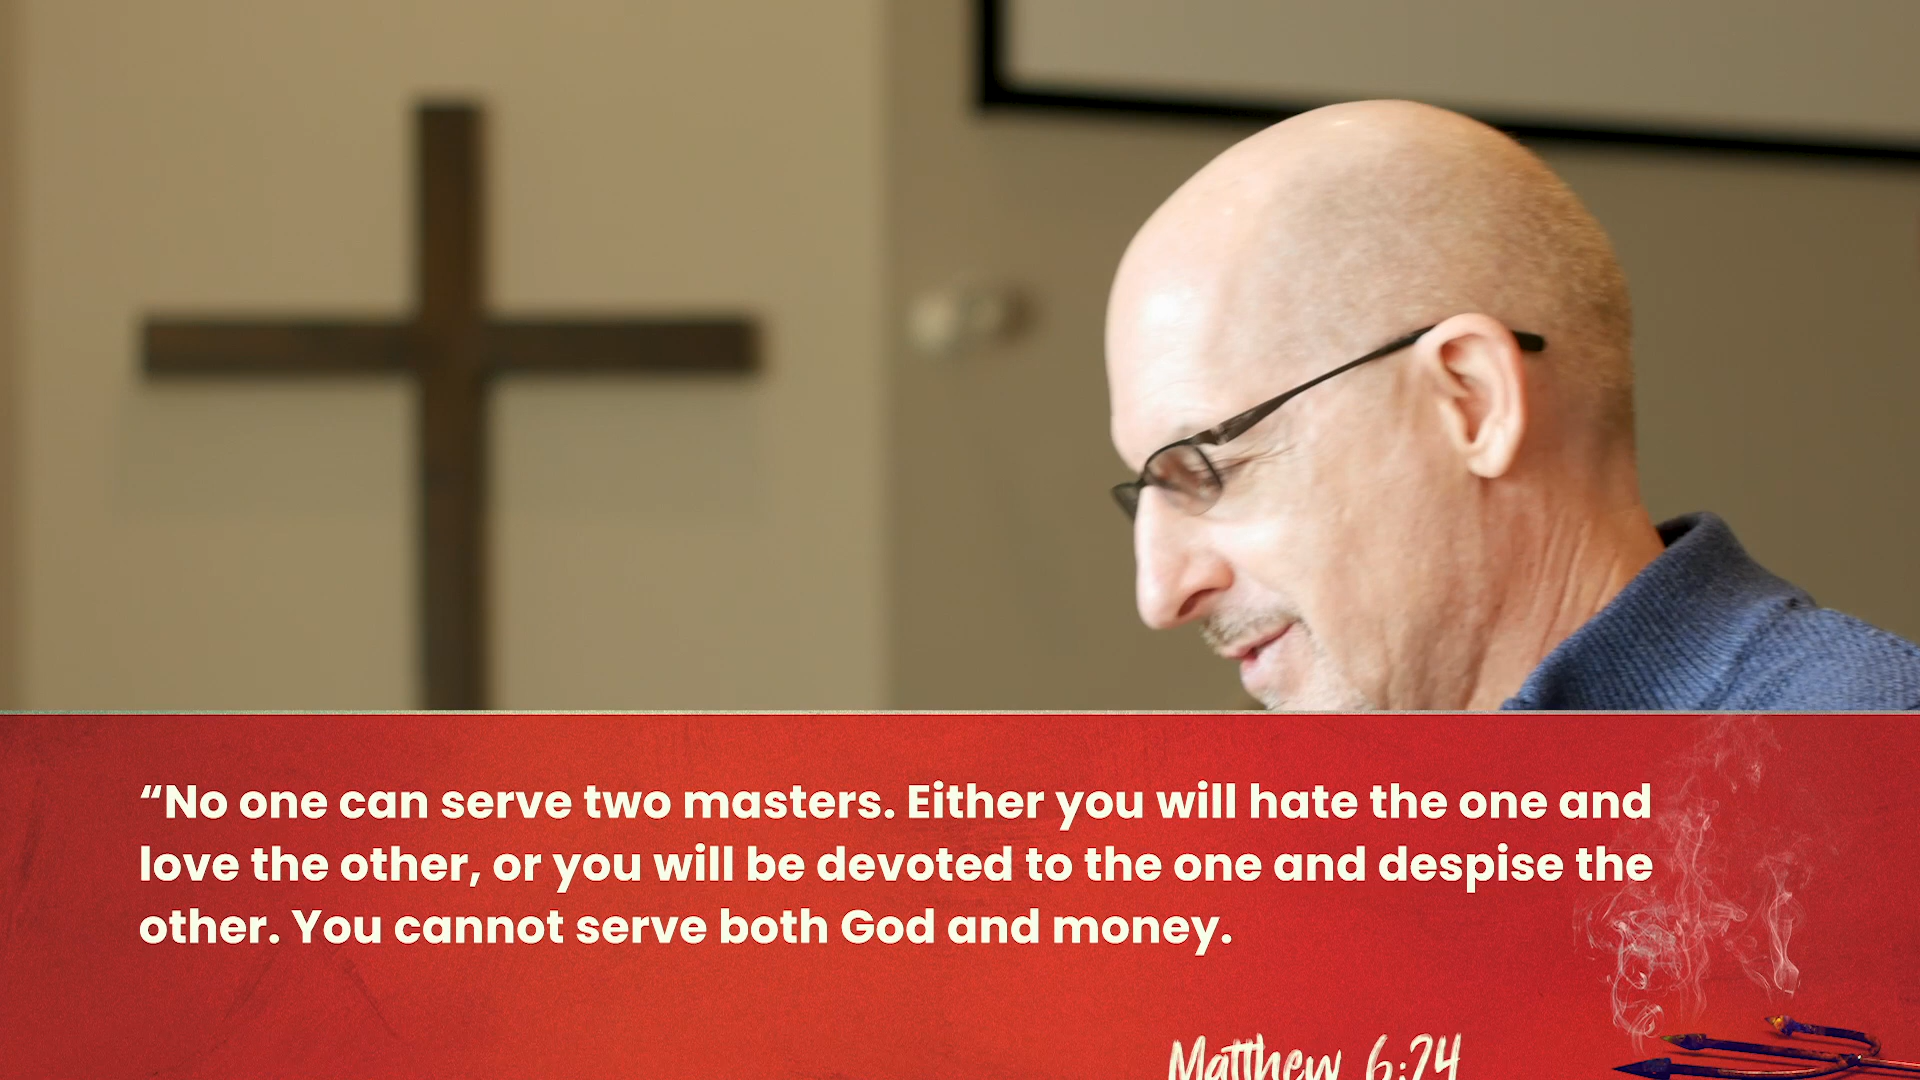 “No one can serve two masters. Either you will hate the one and
love the other, or you will be devoted to the one and despise the
other. You cannot serve both God and money.
Matthew 6:24